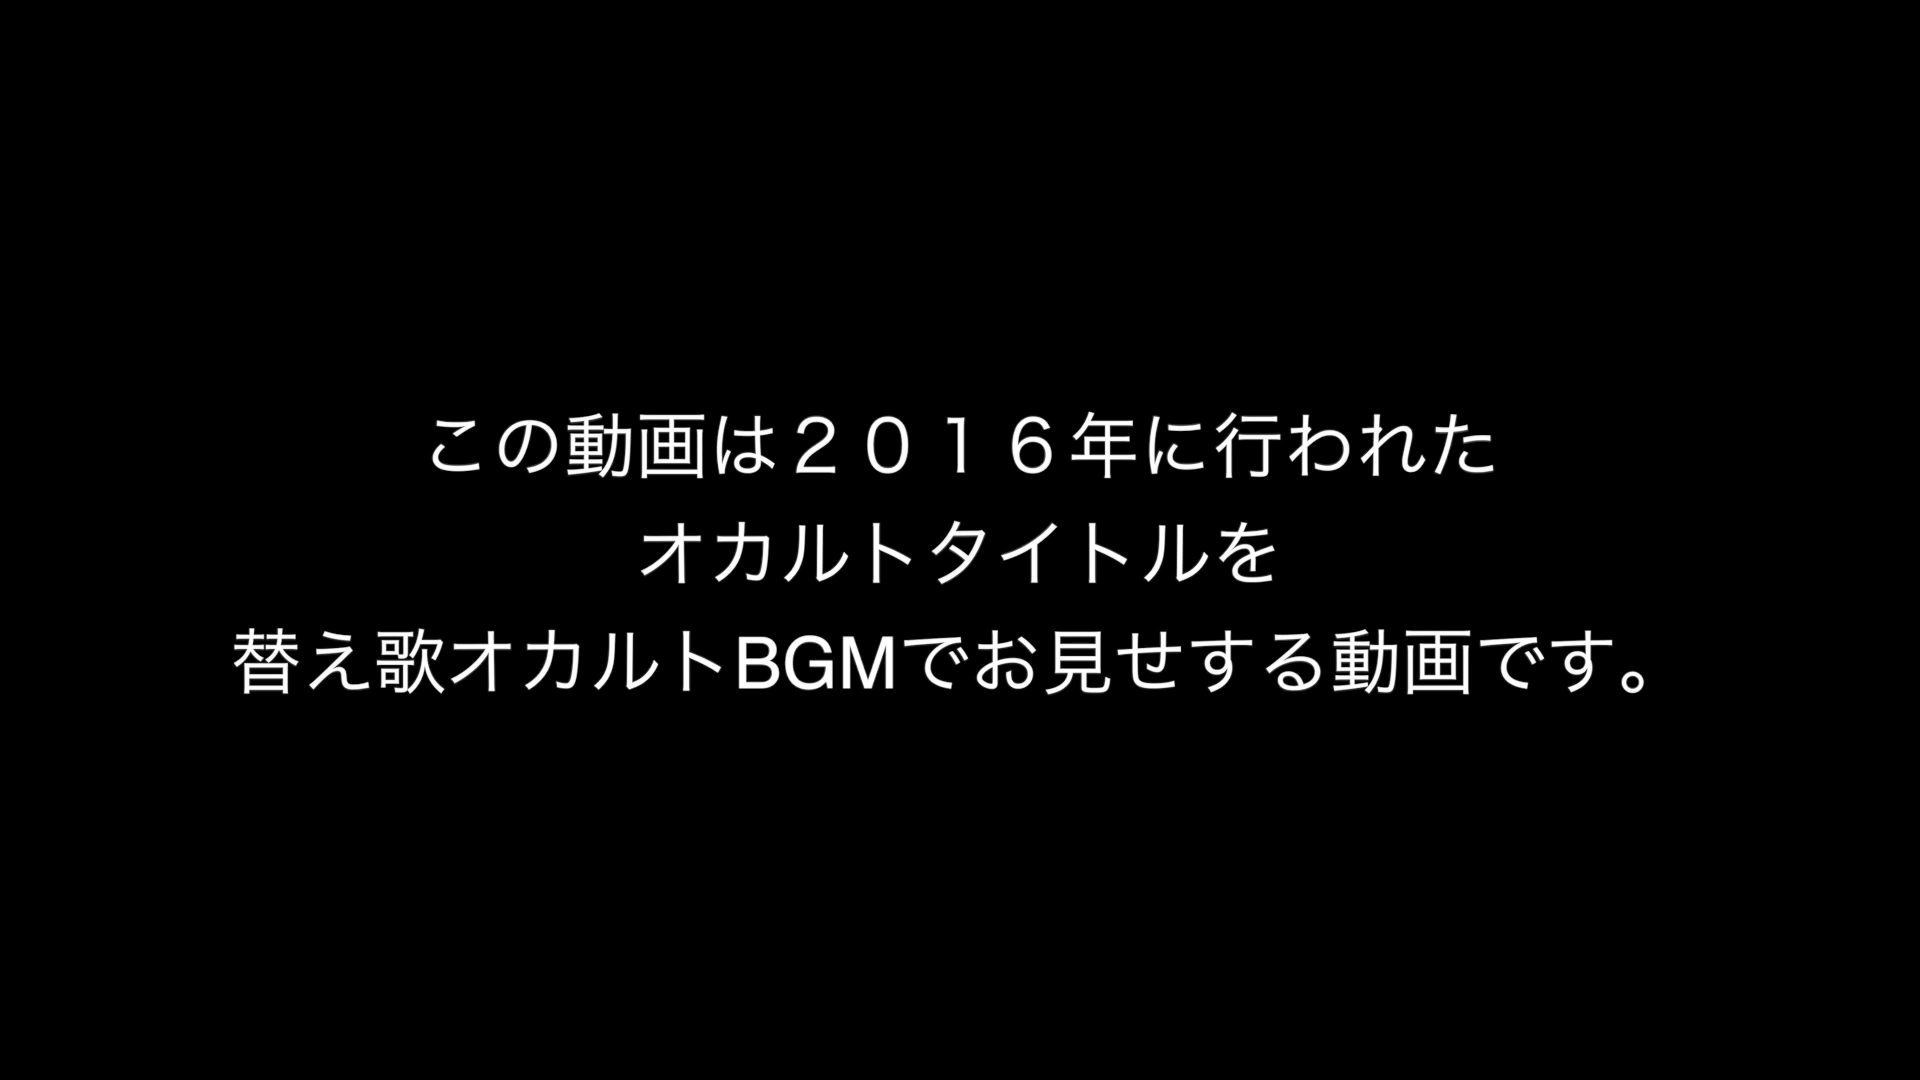 この動画は２０１６年に行われた
オカルトタイトルを
替え歌オカルトBGMでお見せする動画です。